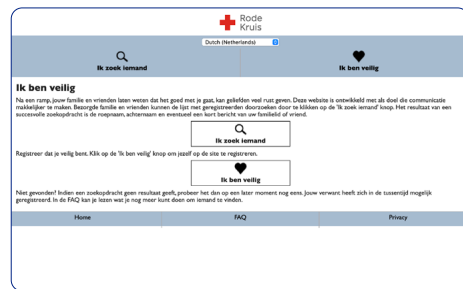 Rode
Kruis
Dutch (Netherlands)
Ik zoek iemand
Ik ben veilig
Ik ben veilig
Na een ramp, jouw familie en vrienden laten weten dat het goed met je gaat, kan geliefden veel rust geven. Deze website is ontwikkeld met als doel die communicatie
makkelijker te maken. Bezorgde familie en vrienden kunnen de lijst met geregistreerden doorzoeken door te klikken op de 'Ik zoek iemand' knop. Het resultaat van een
succesvolle zoekopdracht is de roepnaam, achternaam en eventueel een kort bericht van uw familielid of vriend.
Ik zoek iemand
Registreer dat je veilig bent. Klik op de 'Ik ben veilig' knop om jezelf op de site te registreren.
Ik ben veilig
Niet gevonden? Indien een zoekopdracht geen resultaat geeft, probeer het dan op een later moment nog eens. Jouw verwant heeft zich in de tussentijd mogelijk
geregistreerd. In de FAQ kan je lezen wat je nog meer kunt doen om iemand te vinden.
Home
FAQ
Privacy